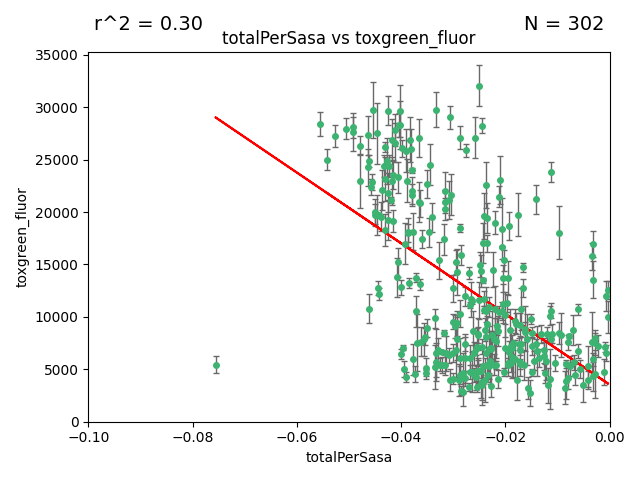 r^2 = 0.30 N = 302
totalPerSasa vs toxgreen_fluor
35000
30000
25000
20000
15000
10000
5000
0
toxgreen_fluor
−0.10 −0.08 −0.06 −0.04 −0.02 0.00
totalPerSasa